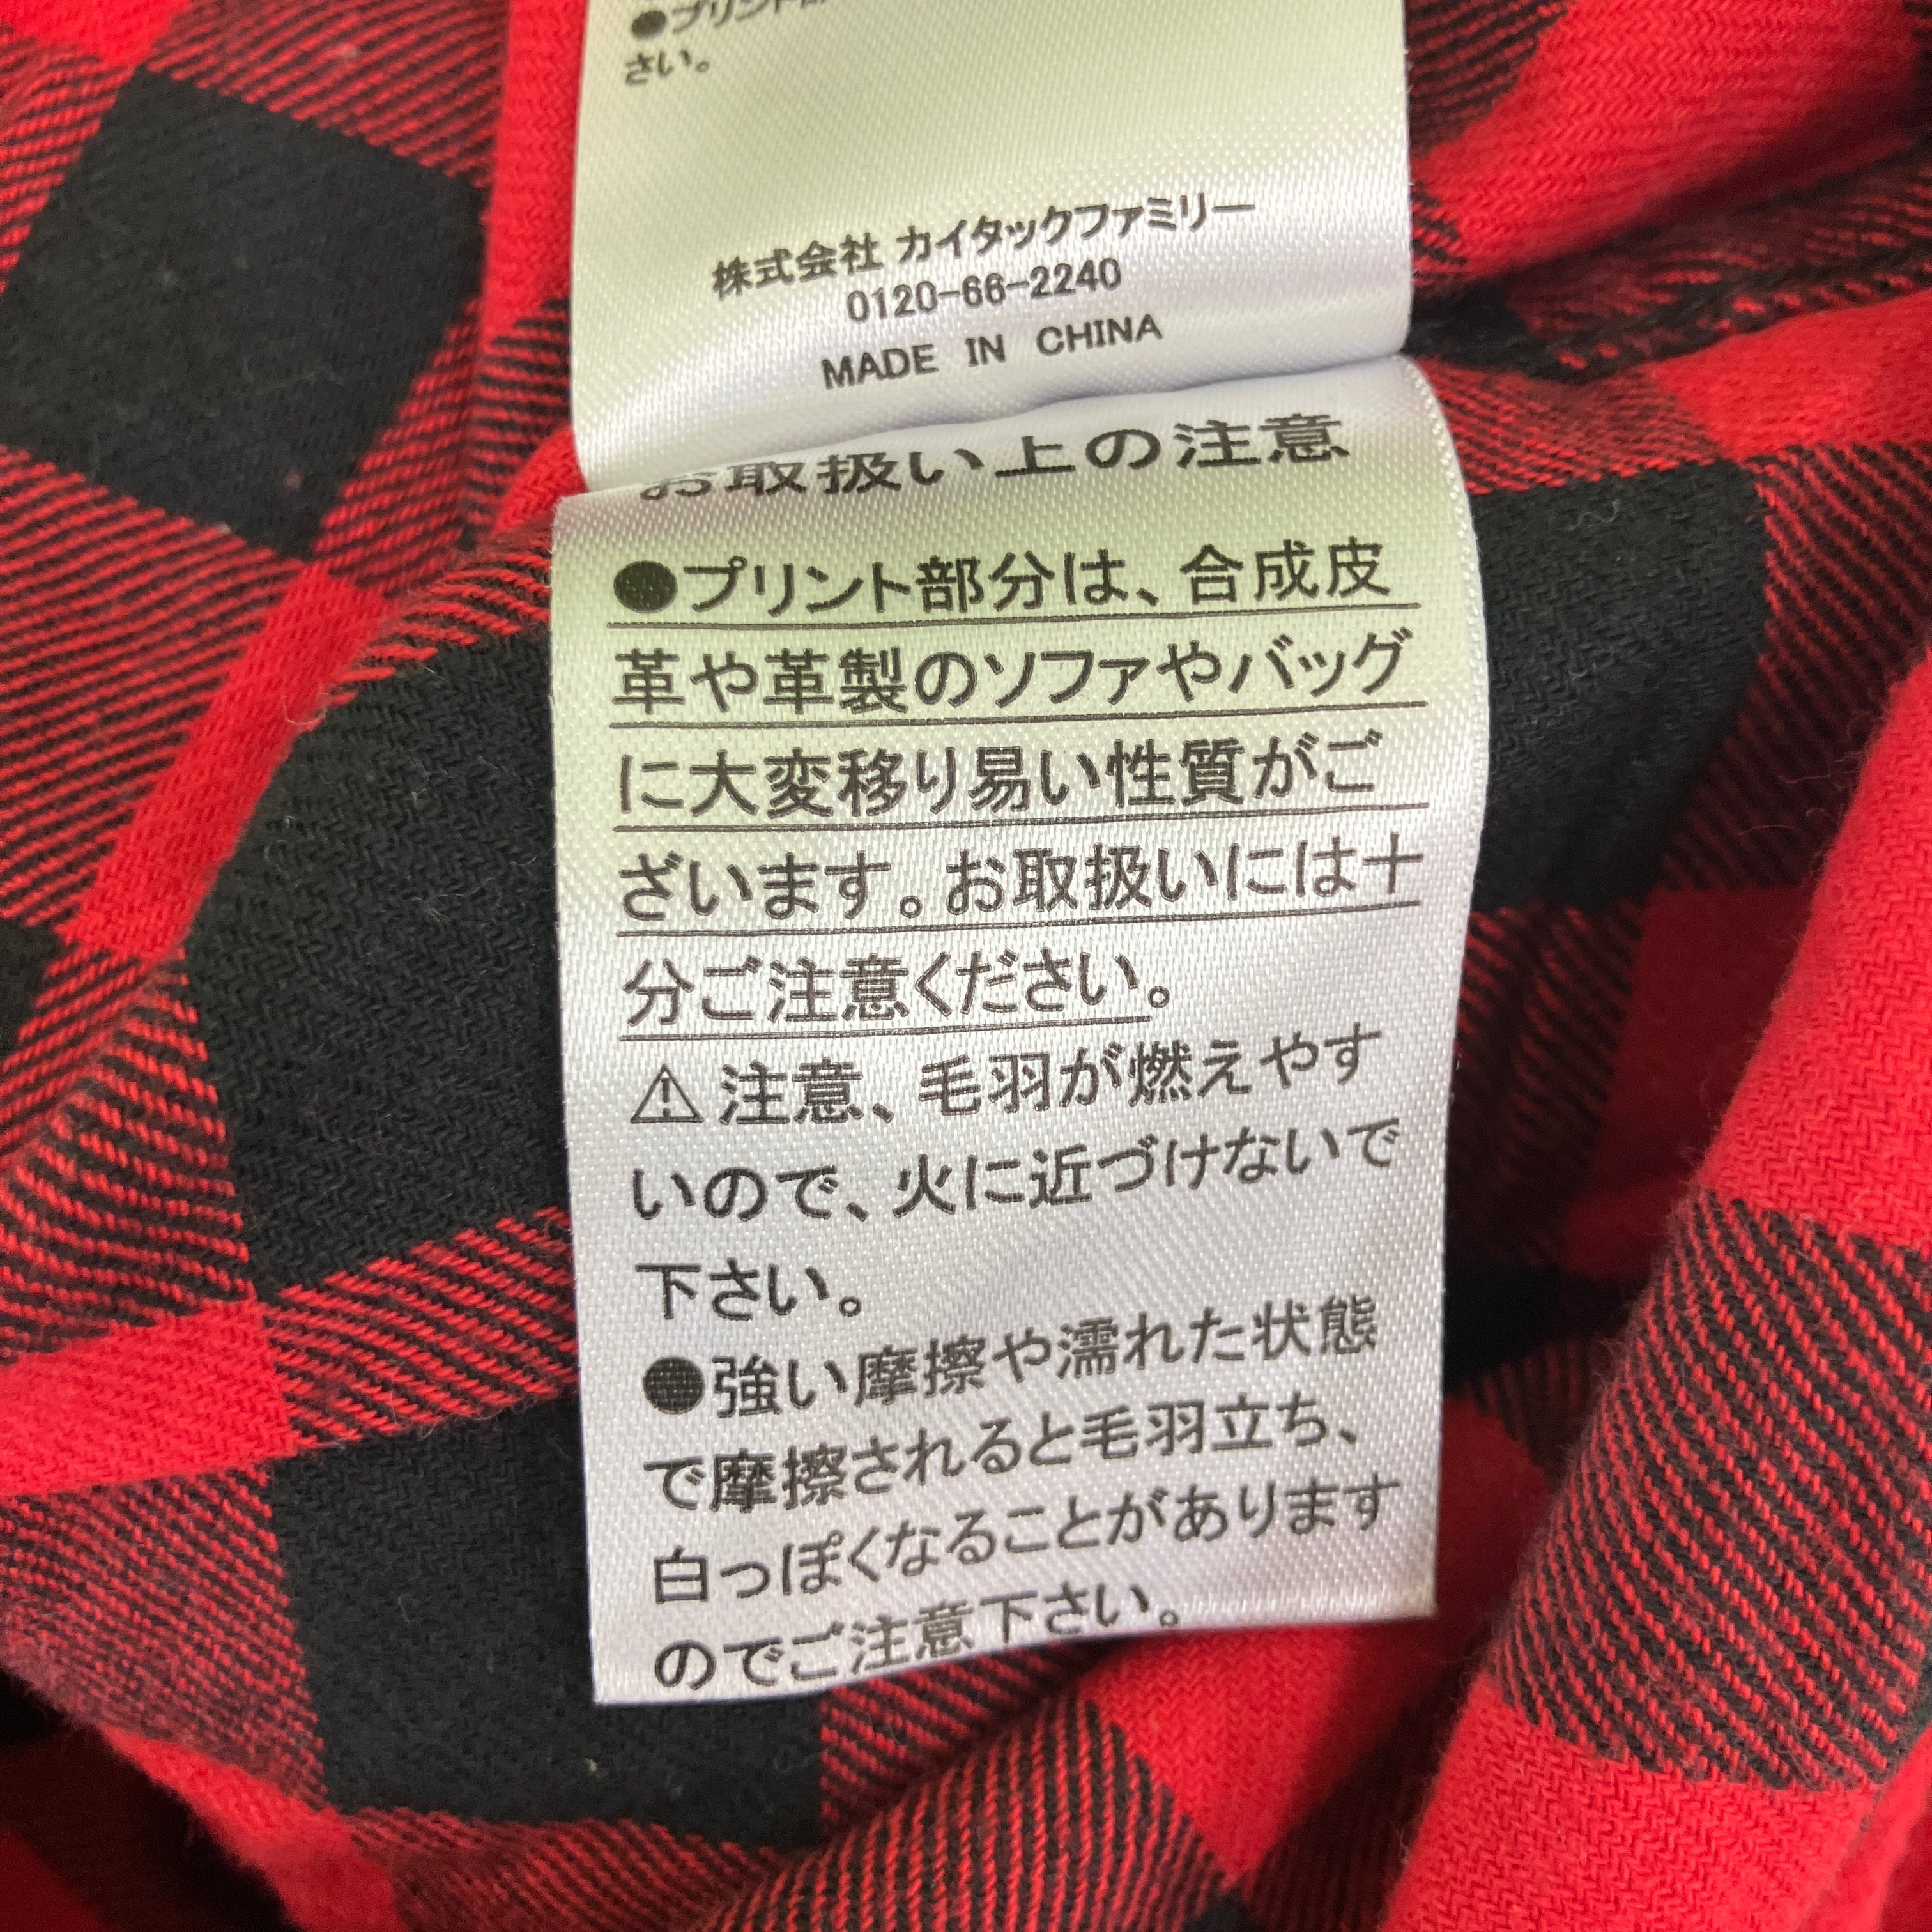 ●プリント部
さい。
株式会社 カイタックファミリー
0120-66-2240
MADE IN CHINA
お取扱い上の注意
●プリント部分は、合成皮
革や革製のソファやバッグ
に大変移り易い性質がご
ざいます。お取扱いには十
分ご注意ください。
⚠注意、毛羽が燃えやす
いので、火に近づけないで
下さい。
●強い摩擦や濡れた状態
で摩擦されると毛羽立ち、
白っぽくなることがあります
のでご注意下さい。